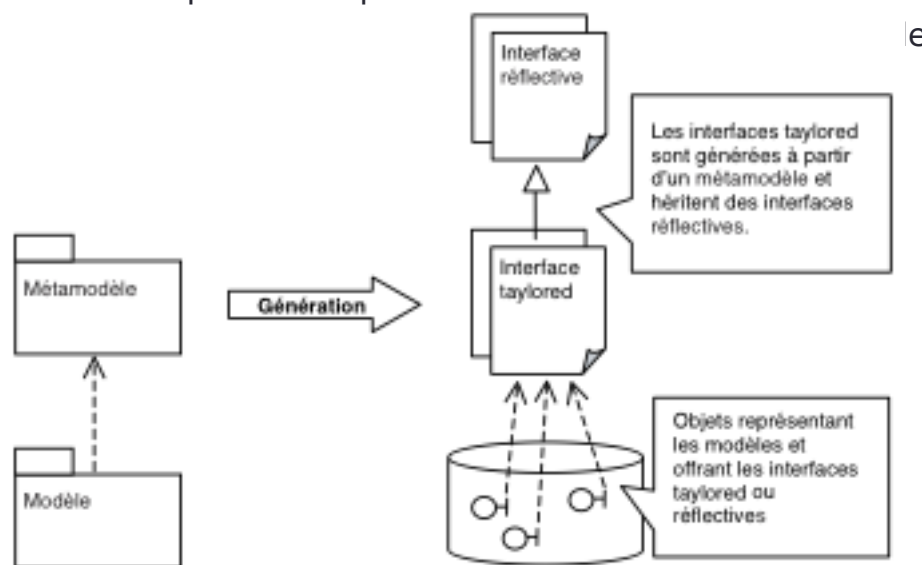 le
Interface
réflective
Les interfaces taylored
sont générées à partir
d'un métamodèle et
héritent des interfaces
réflectives.
Métamodèle
Génération
Interface
taylored
Modèle
Objets représentant
les modèles et
offrant les interfaces
taylored ou
réflectives